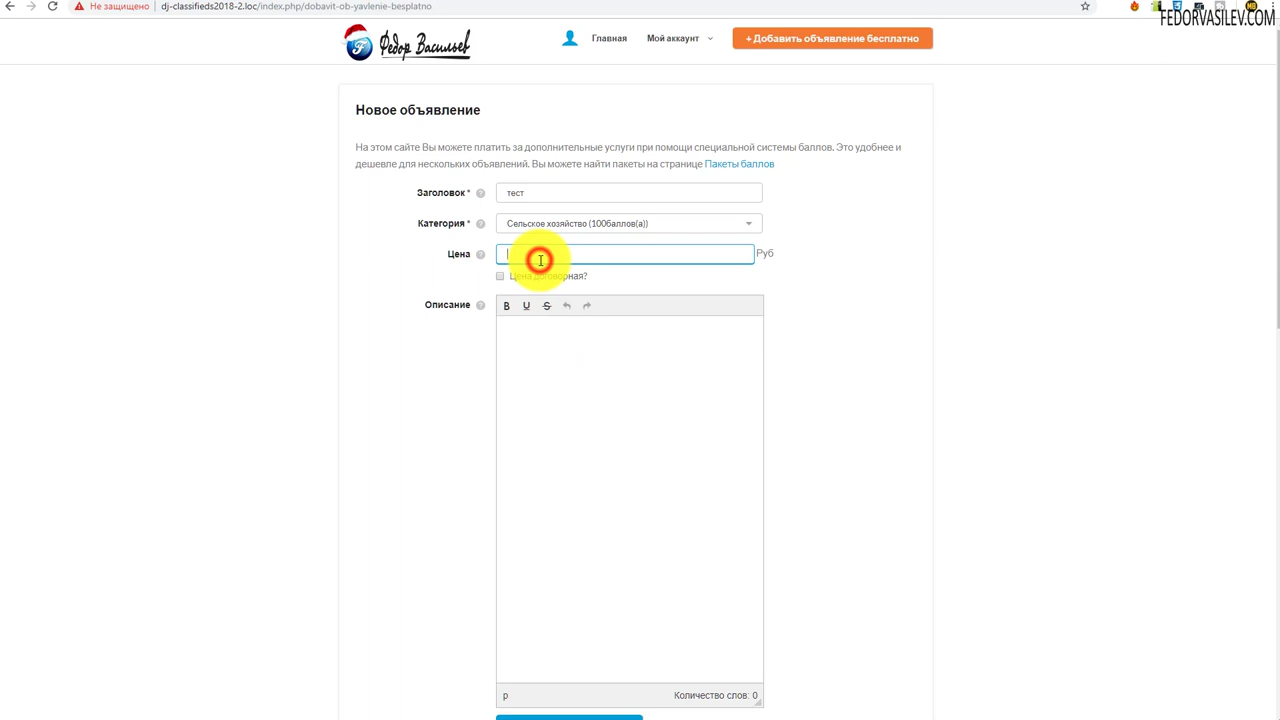 Не защищено dj-classifieds2018-2.loc/index.php/dobavit-ob-yavlenie-besplatno
FEDORVASILEV.COM
Федор Васильев
Главная
Мой аккаунт
+ Добавить объявление бесплатно
Новое объявление
На этом сайте Вы можете платить за дополнительные услуги при помощи специальной системы баллов. Это удобнее и
дешевле для нескольких объявлений. Вы можете найти пакеты на странице Пакеты баллов
Заголовок * ? тест
Категория * ? Сельское хозяйство (100баллов(а))
Цена ? Руб
Цена договорная?
Описание ? B U S
p Количество слов: 0